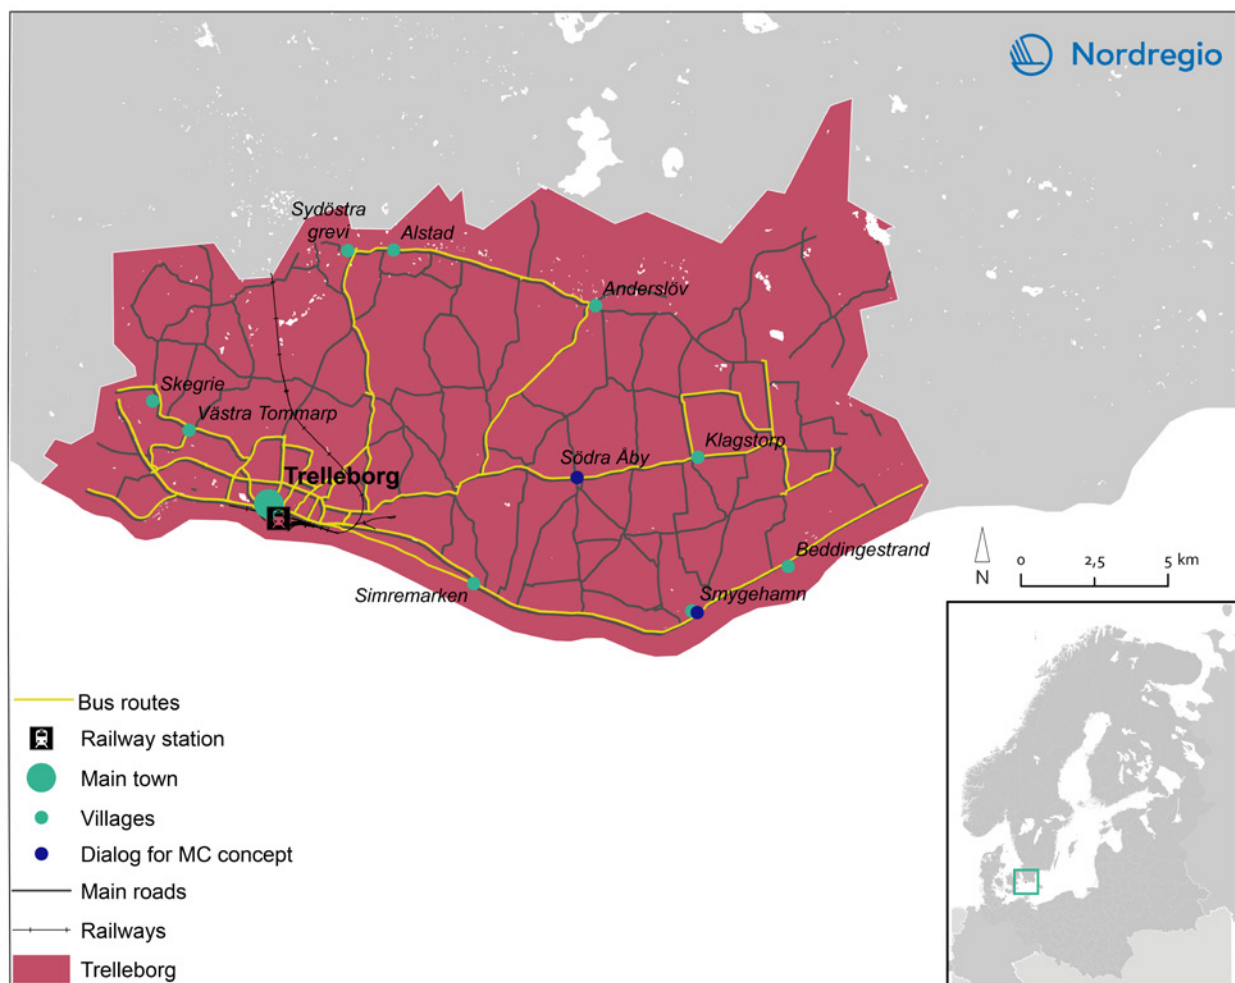 Nordregio
Sydöstra
grevi
Alstad
Anderslöv
Skegrie
Västra Tommarp
Klagstorp
Södra Åby
Trelleborg
Beddingestrand
Simremarken
Smygehamn
N
0 2,5 5 km
Bus routes
Railway station
Main town
Villages
Dialog for MC concept
Main roads
Railways
Trelleborg